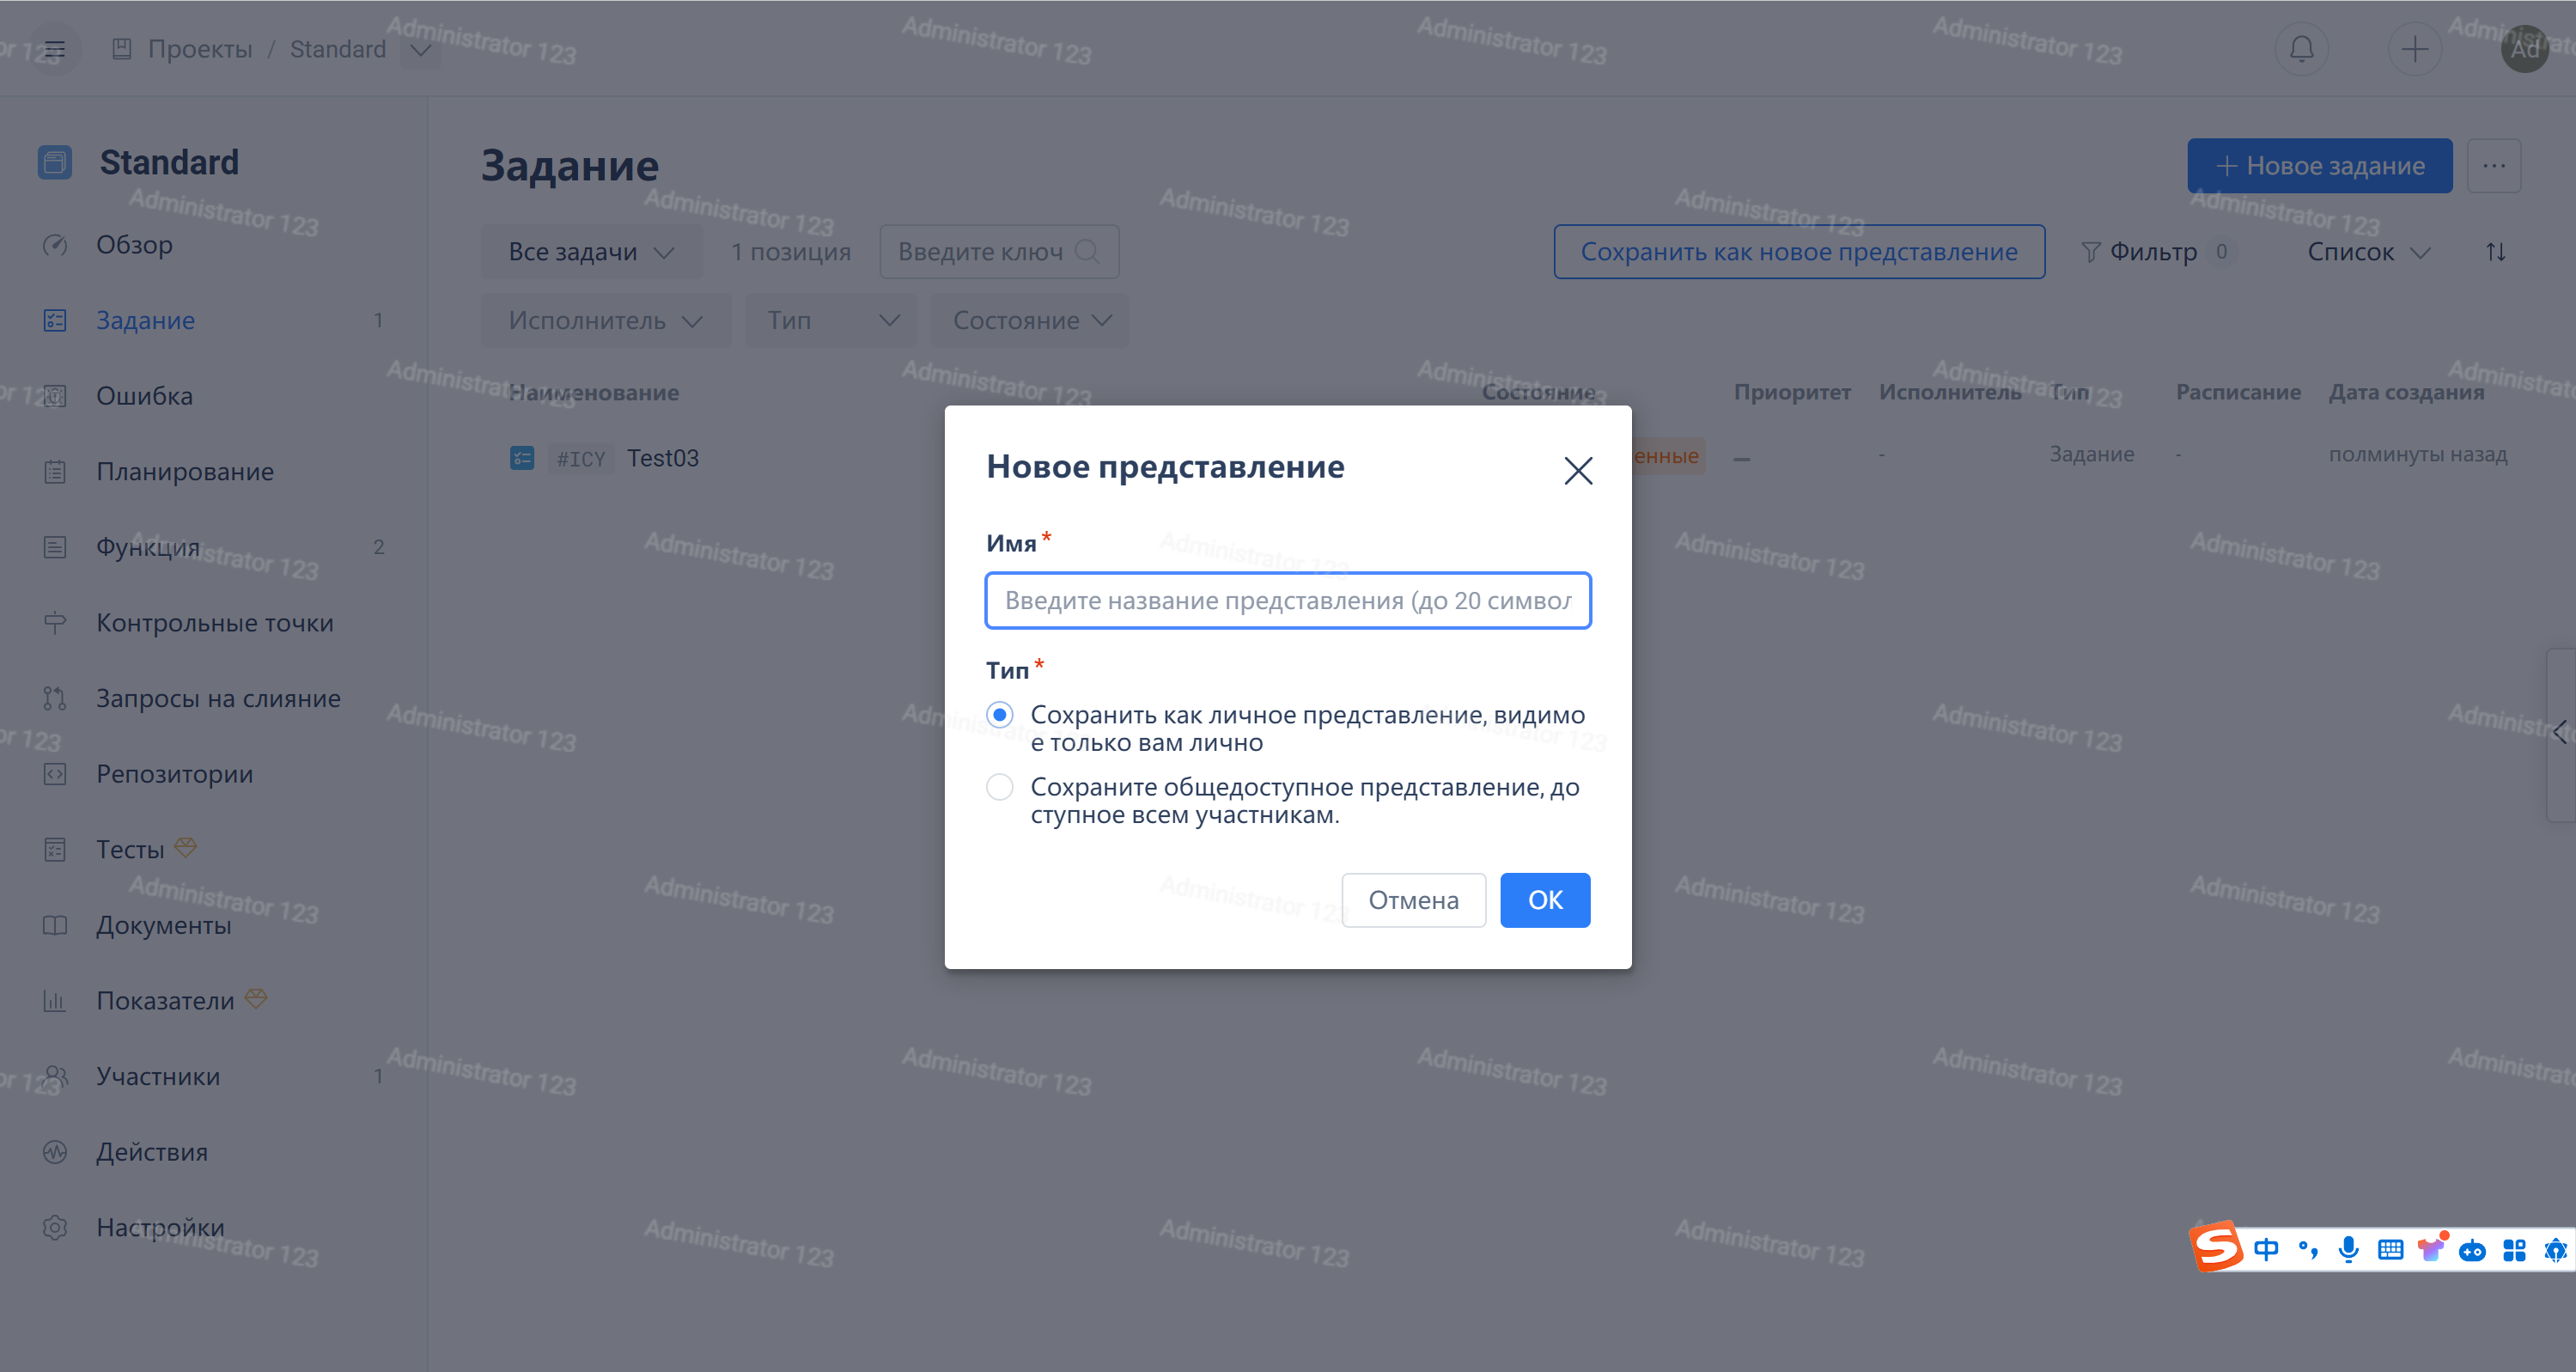 Проекты / Standard
Ad
Standard
Обзор
Задание 1
Ошибка
Планирование
Функция 2
Контрольные точки
Запросы на слияние
Репозитории
Тесты
Документы
Показатели
Участники 1
Действия
Настройки
Задание
+ Новое задание
...
Все задачи
1 позиция
Введите ключ
Сохранить как новое представление
Фильтр 0
Список
Исполнитель
Тип
Состояние
Наименование
Состояние
Приоритет
Исполнитель
Тип
Расписание
Дата создания
#ICY
Test03
енные
–
-
Задание
-
полминуты назад
Новое представление
Имя *
Введите название представления (до 20 символ
Тип *
Сохранить как личное представление, видимо
е только вам лично
Сохраните общедоступное представление, до
ступное всем участникам.
Отмена
OK
Administrator 123
中